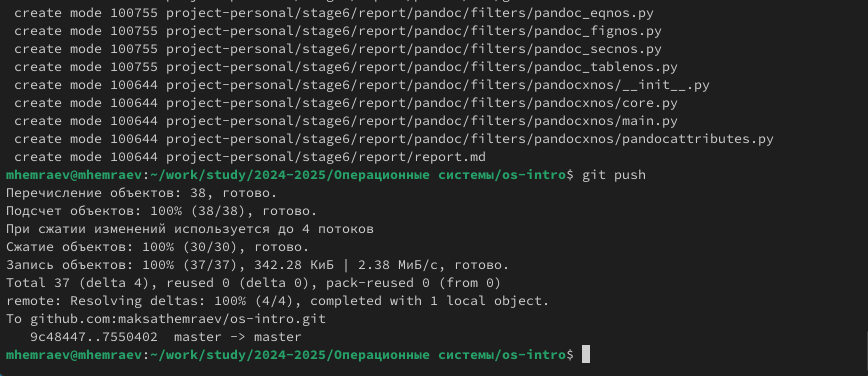 create mode 100755 project-personal/stage6/report/pandoc/filters/pandoc_eqnos.py
create mode 100755 project-personal/stage6/report/pandoc/filters/pandoc_fignos.py
create mode 100755 project-personal/stage6/report/pandoc/filters/pandoc_secnos.py
create mode 100755 project-personal/stage6/report/pandoc/filters/pandoc_tablenos.py
create mode 100644 project-personal/stage6/report/pandoc/filters/pandocxnos/__init__.py
create mode 100644 project-personal/stage6/report/pandoc/filters/pandocxnos/core.py
create mode 100644 project-personal/stage6/report/pandoc/filters/pandocxnos/main.py
create mode 100644 project-personal/stage6/report/pandoc/filters/pandocxnos/pandocattributes.py
create mode 100644 project-personal/stage6/report/report.md
mhemraev@mhemraev:~/work/study/2024-2025/Операционные системы/os-intro$ git push
Перечисление объектов: 38, готово.
Подсчет объектов: 100% (38/38), готово.
При сжатии изменений используется до 4 потоков
Сжатие объектов: 100% (30/30), готово.
Запись объектов: 100% (37/37), 342.28 КиБ | 2.38 МиБ/с, готово.
Total 37 (delta 4), reused 0 (delta 0), pack-reused 0 (from 0)
remote: Resolving deltas: 100% (4/4), completed with 1 local object.
To github.com:maksathemraev/os-intro.git
9c48447..7550402  master -> master
mhemraev@mhemraev:~/work/study/2024-2025/Операционные системы/os-intro$